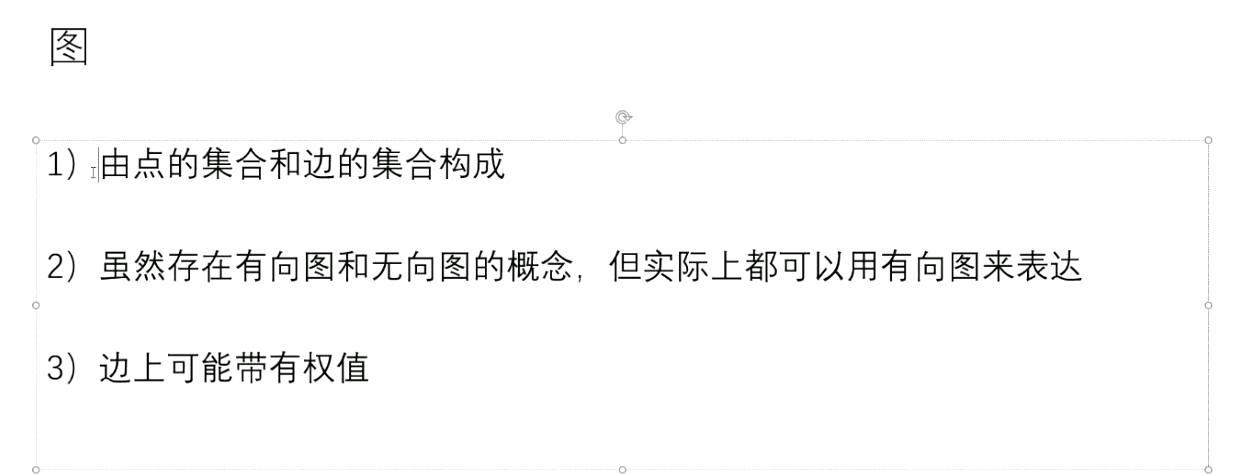 图
1) 由点的集合和边的集合构成
2) 虽然存在有向图和无向图的概念，但实际上都可以用有向图来表达
3) 边上可能带有权值